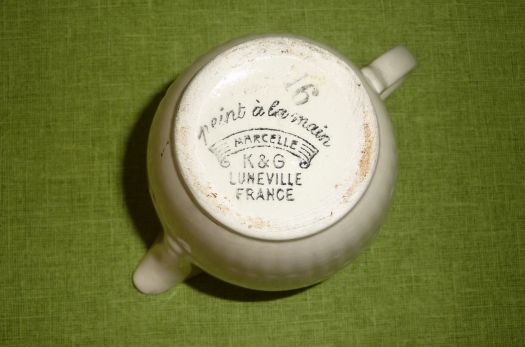 16
peint à la main
MARCELLE
K & G
LUNEVILLE
FRANCE